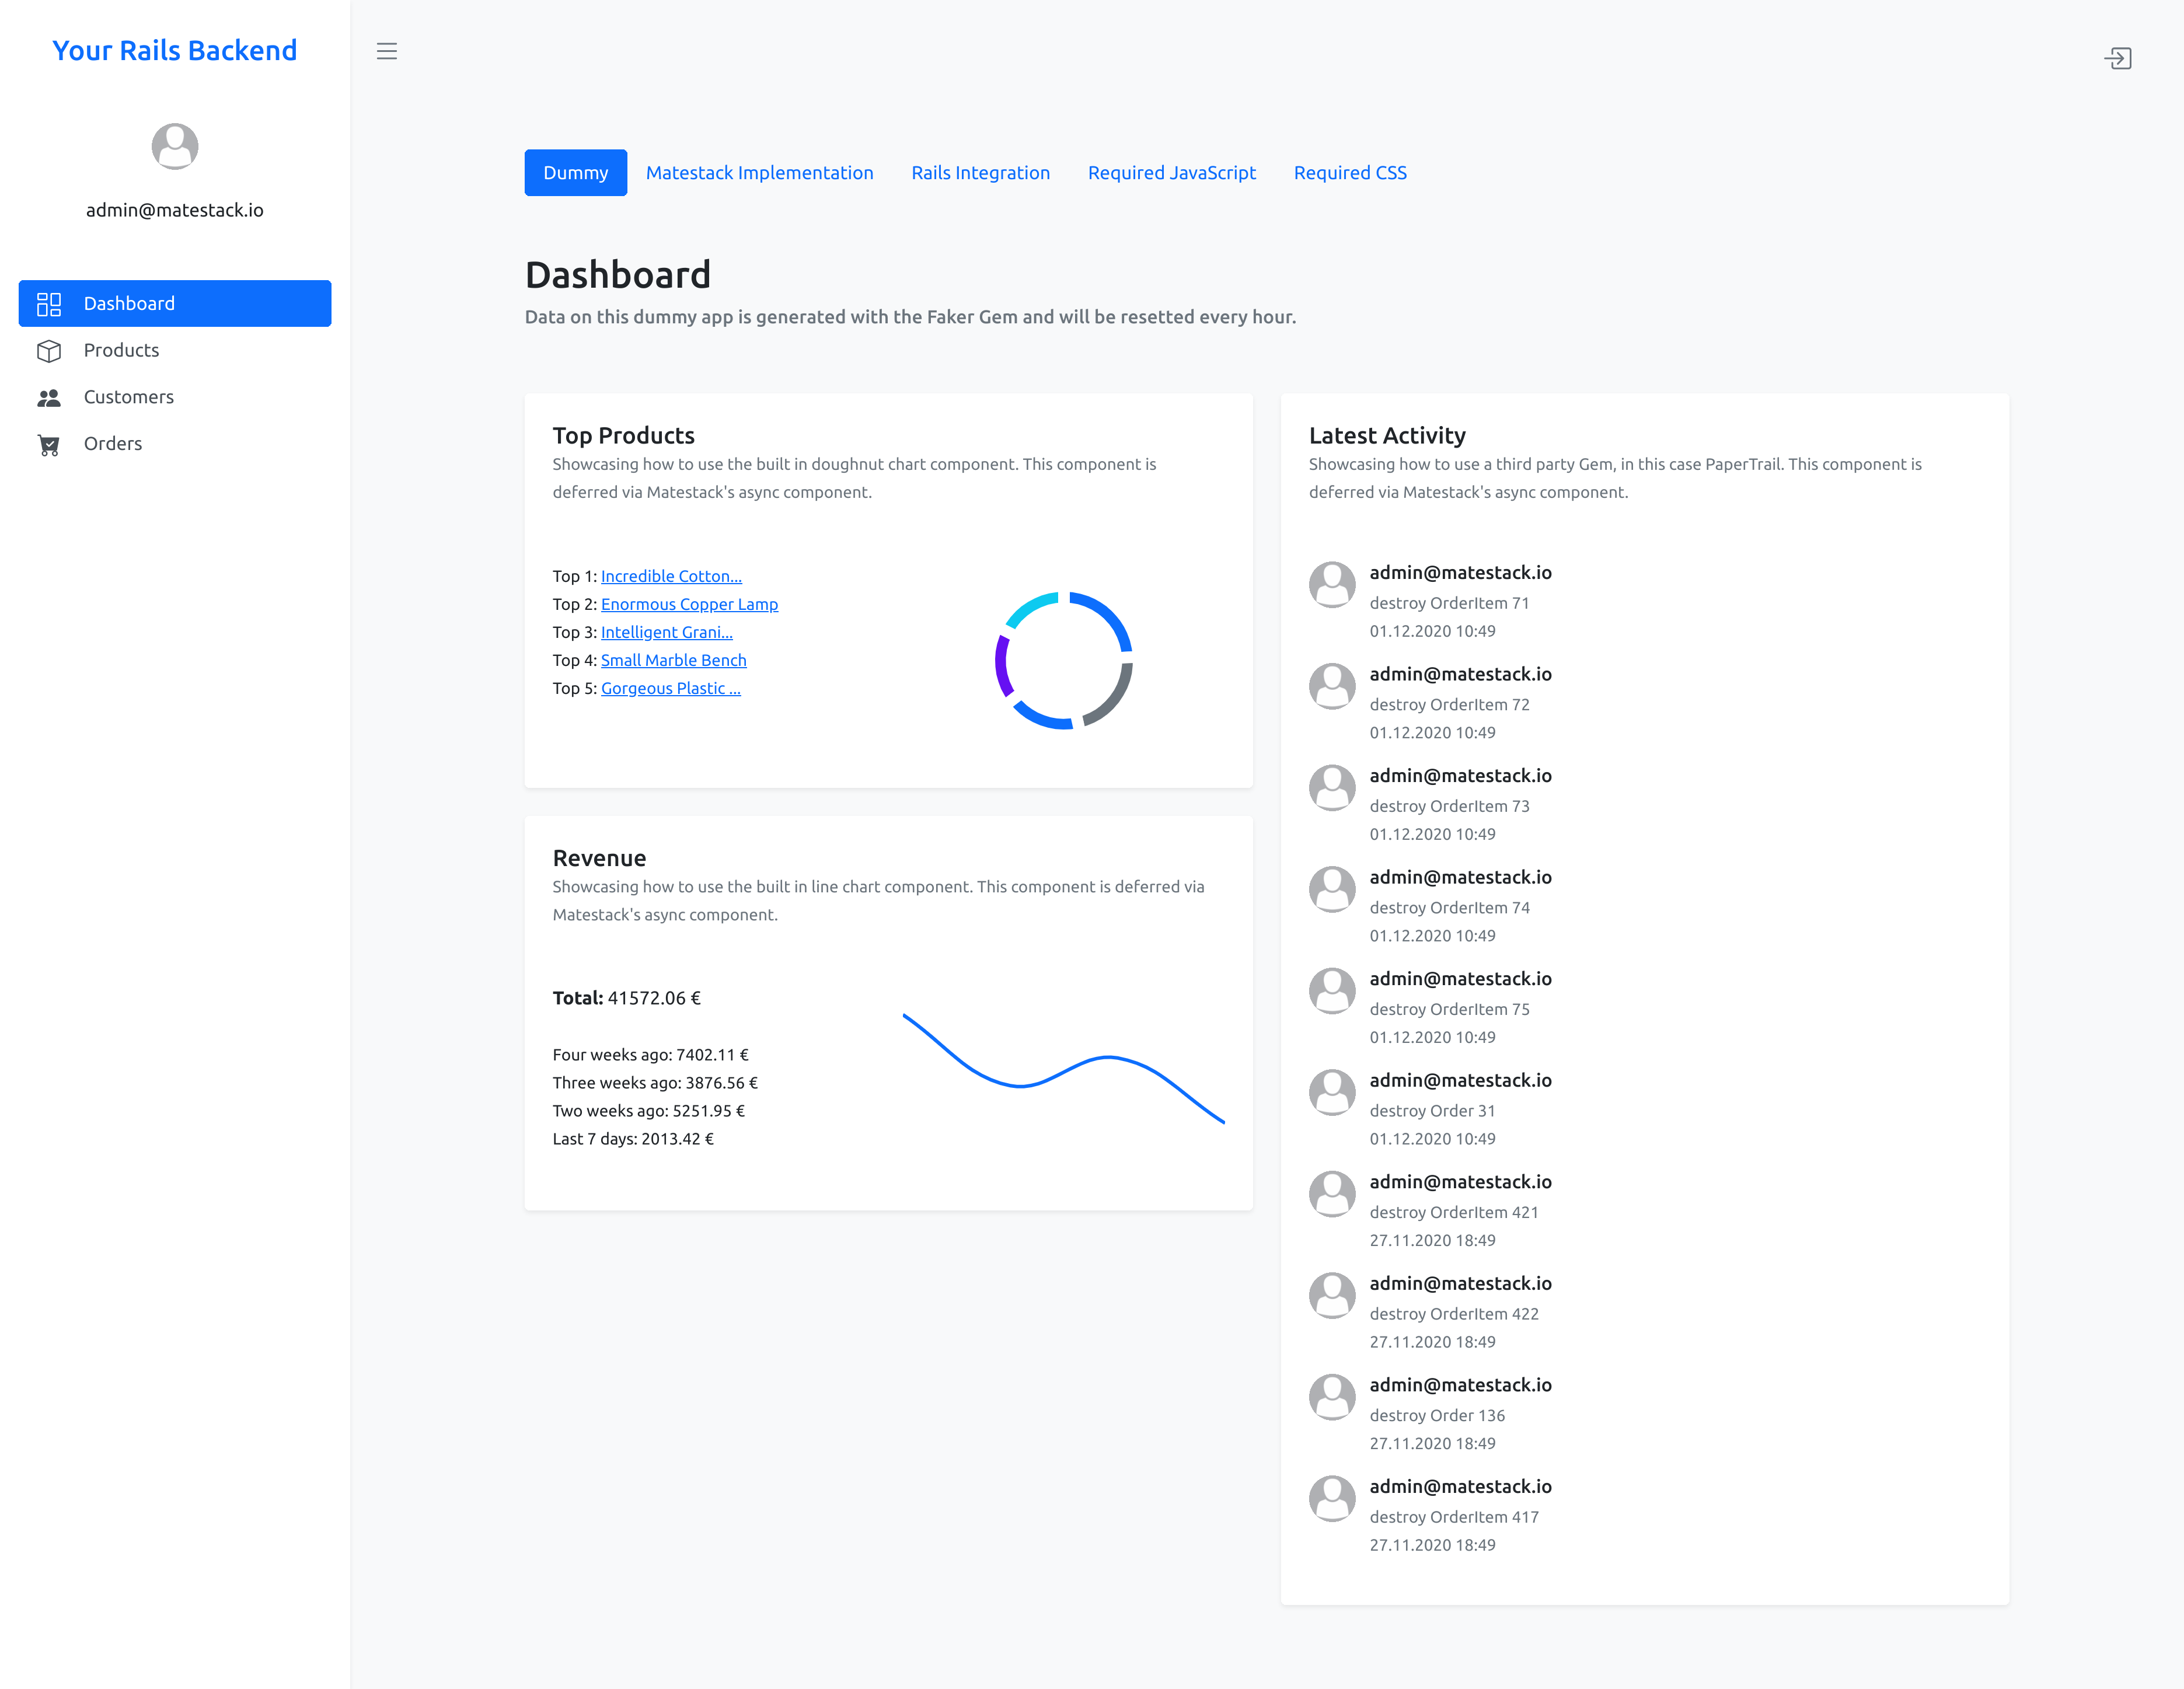 Your Rails Backend
admin@matestack.io
Dashboard
Products
Customers
Orders
Dummy
Matestack Implementation
Rails Integration
Required JavaScript
Required CSS
Dashboard
Data on this dummy app is generated with the Faker Gem and will be resetted every hour.
Top Products
Showcasing how to use the built in doughnut chart component. This component is
deferred via Matestack's async component.
Top 1: Incredible Cotton...
Top 2: Enormous Copper Lamp
Top 3: Intelligent Grani...
Top 4: Small Marble Bench
Top 5: Gorgeous Plastic ...
Revenue
Showcasing how to use the built in line chart component. This component is deferred via
Matestack's async component.
Total: 41572.06 €
Four weeks ago: 7402.11 €
Three weeks ago: 3876.56 €
Two weeks ago: 5251.95 €
Last 7 days: 2013.42 €
Latest Activity
Showcasing how to use a third party Gem, in this case PaperTrail. This component is
deferred via Matestack's async component.
admin@matestack.io
destroy OrderItem 71
01.12.2020 10:49
admin@matestack.io
destroy OrderItem 72
01.12.2020 10:49
admin@matestack.io
destroy OrderItem 73
01.12.2020 10:49
admin@matestack.io
destroy OrderItem 74
01.12.2020 10:49
admin@matestack.io
destroy OrderItem 75
01.12.2020 10:49
admin@matestack.io
destroy Order 31
01.12.2020 10:49
admin@matestack.io
destroy OrderItem 421
27.11.2020 18:49
admin@matestack.io
destroy OrderItem 422
27.11.2020 18:49
admin@matestack.io
destroy Order 136
27.11.2020 18:49
admin@matestack.io
destroy OrderItem 417
27.11.2020 18:49